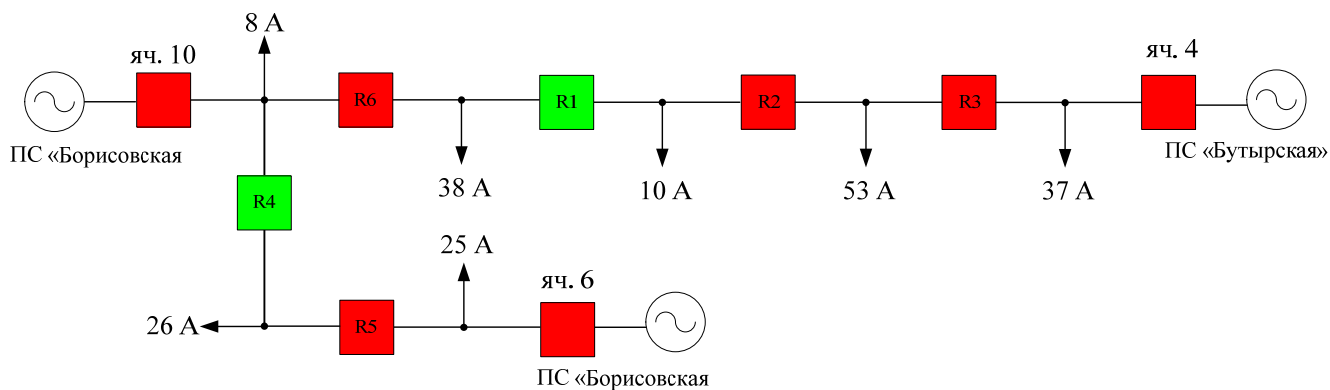 8 А
яч. 10
яч. 4
R6
R1
R2
R3
ПС «Борисовская
ПС «Бутырская»
38 А
10 А
53 А
37 А
R4
25 А
яч. 6
26 А
R5
ПС «Борисовская